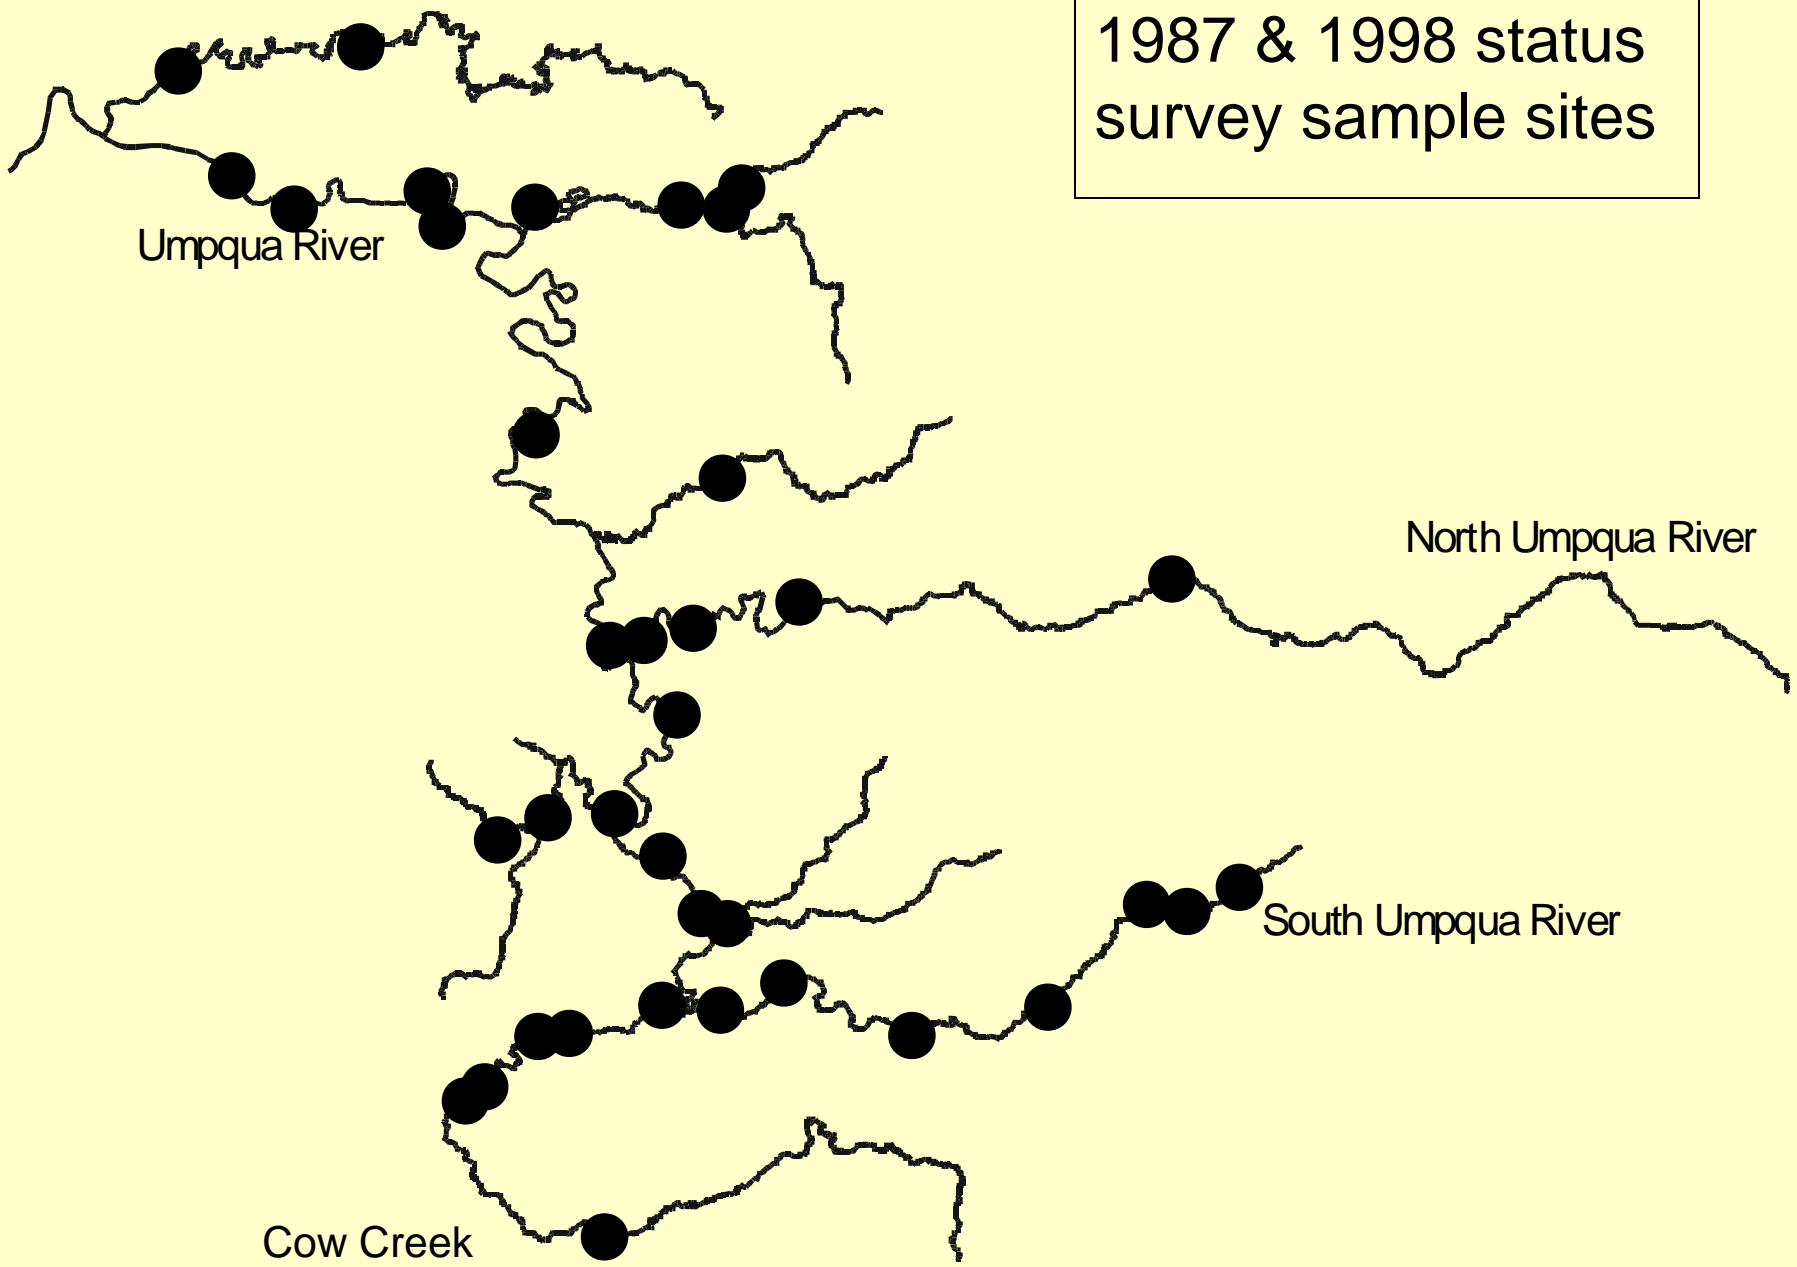 1987 & 1998 status
survey sample sites
Umpqua River
North Umpqua River
South Umpqua River
Cow Creek